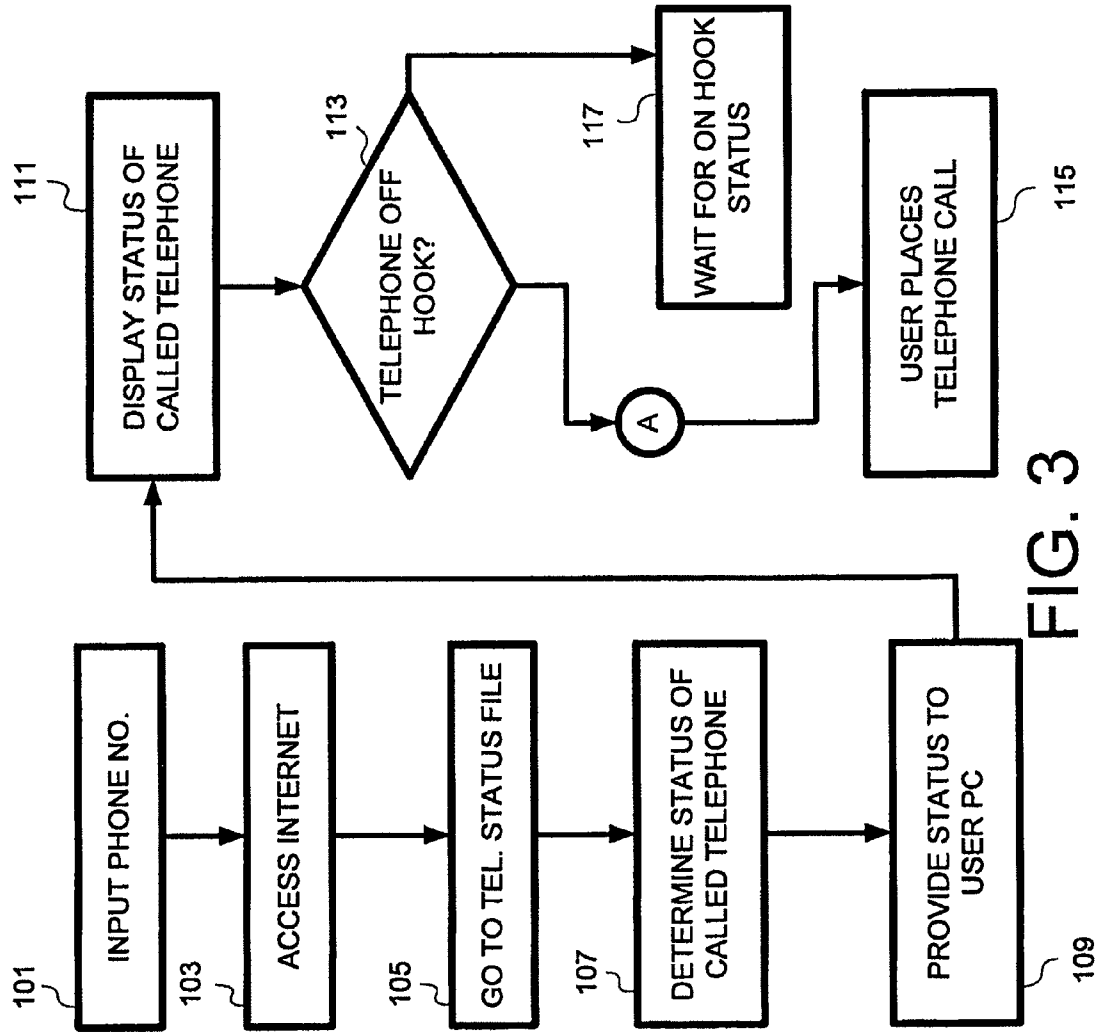 101
INPUT PHONE NO.
103
ACCESS INTERNET
105
GO TO TEL. STATUS FILE
107
DETERMINE STATUS OF
CALLED TELEPHONE
109
PROVIDE STATUS TO
USER PC
111
DISPLAY STATUS OF
CALLED TELEPHONE
113
TELEPHONE OFF
HOOK?
117
WAIT FOR ON HOOK
STATUS
A
115
USER PLACES
TELEPHONE CALL
FIG. 3